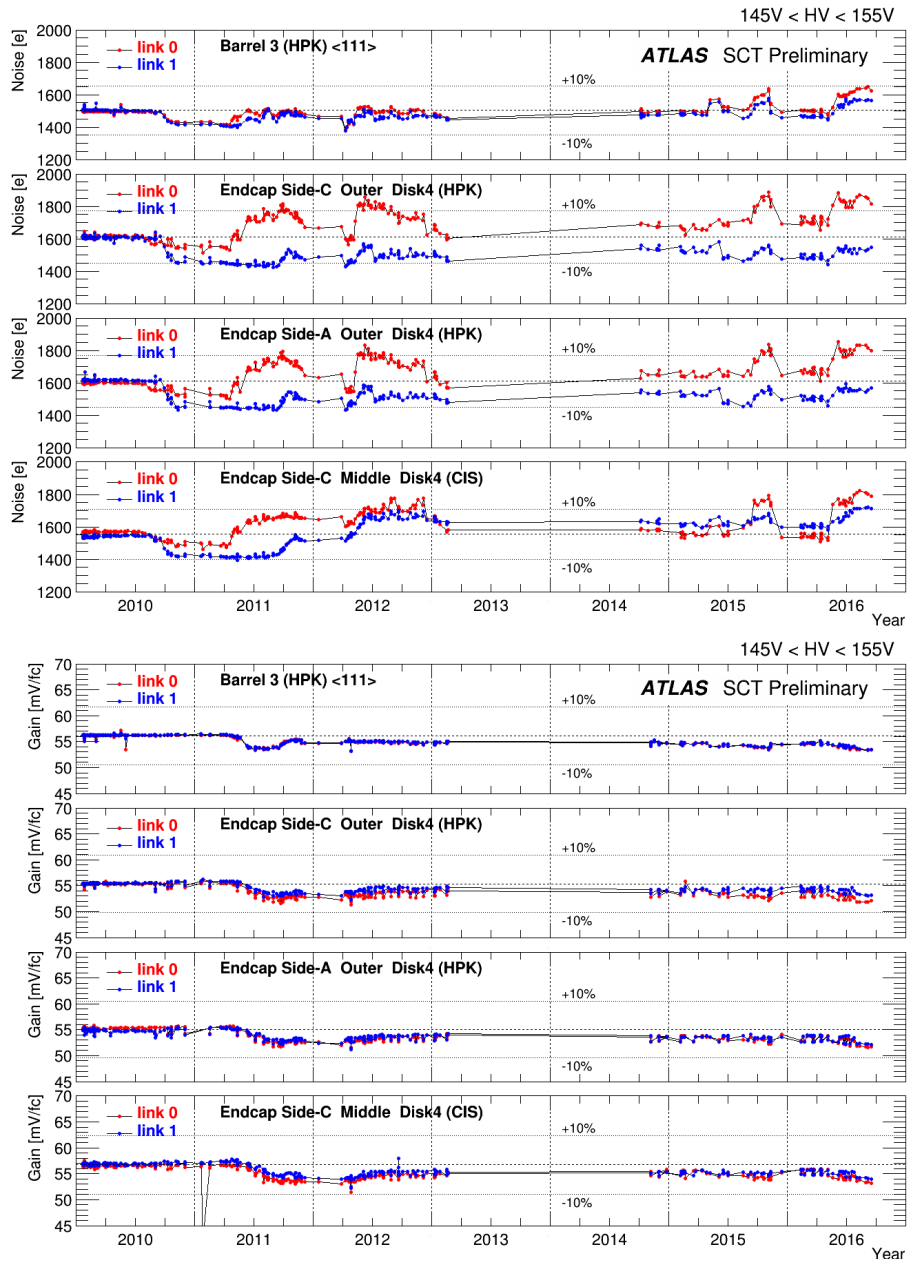 145V < HV < 155V
Noise [e]
2000
1800
1600
1400
1200
link 0
link 1
Barrel 3 (HPK) <111>
ATLAS SCT Preliminary
+10%
-10%
Noise [e]
2000
1800
1600
1400
1200
link 0
link 1
Endcap Side-C Outer Disk4 (HPK)
+10%
-10%
Noise [e]
2000
1800
1600
1400
1200
link 0
link 1
Endcap Side-A Outer Disk4 (HPK)
+10%
-10%
Noise [e]
2000
1800
1600
1400
1200
link 0
link 1
Endcap Side-C Middle Disk4 (CIS)
+10%
-10%
2010 2011 2012 2013 2014 2015 2016
Year
145V < HV < 155V
Gain [mV/fc]
70
65
60
55
50
45
link 0
link 1
Barrel 3 (HPK) <111>
ATLAS SCT Preliminary
+10%
-10%
Gain [mV/fc]
70
65
60
55
50
45
link 0
link 1
Endcap Side-C Outer Disk4 (HPK)
+10%
-10%
Gain [mV/fc]
70
65
60
55
50
45
link 0
link 1
Endcap Side-A Outer Disk4 (HPK)
+10%
-10%
Gain [mV/fc]
70
65
60
55
50
45
link 0
link 1
Endcap Side-C Middle Disk4 (CIS)
+10%
-10%
2010 2011 2012 2013 2014 2015 2016
Year